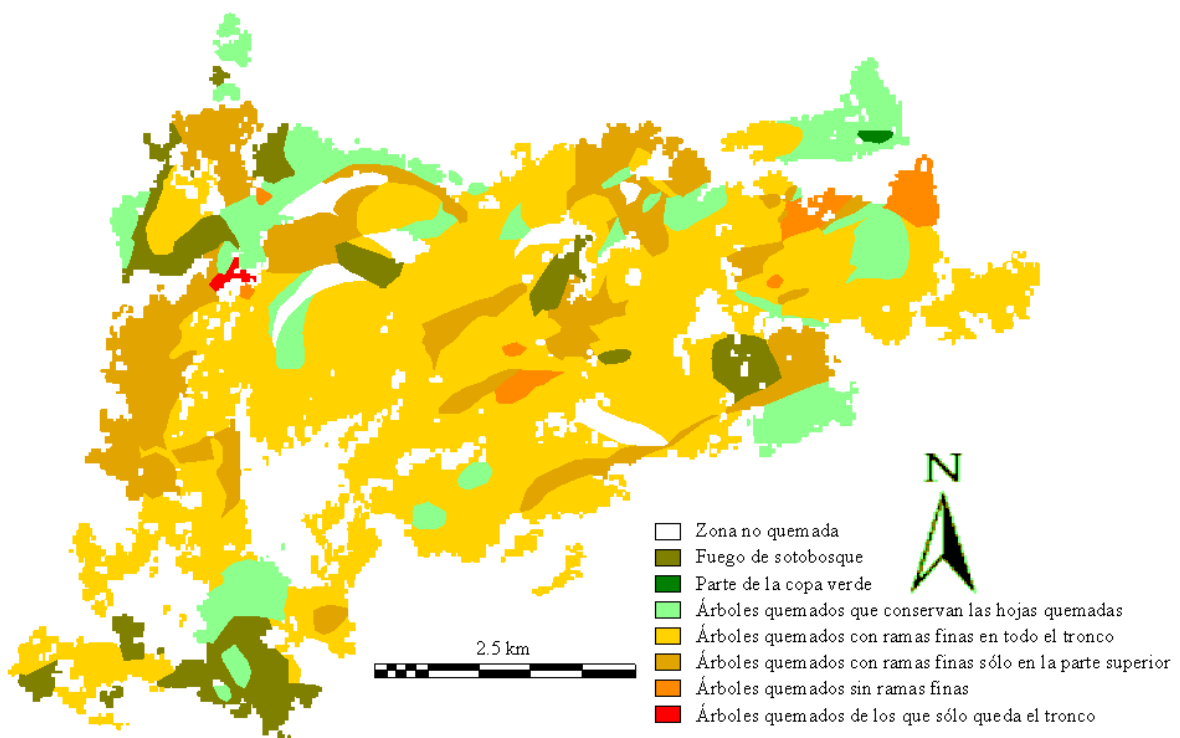 N
Zona no quemada
Fuego de sotobosque
Parte de la copa verde
Árboles quemados que conservan las hojas quemadas
Árboles quemados con ramas finas en todo el tronco
2.5 km
Árboles quemados con ramas finas sólo en la parte superior
Árboles quemados sin ramas finas
Árboles quemados de los que sólo queda el tronco